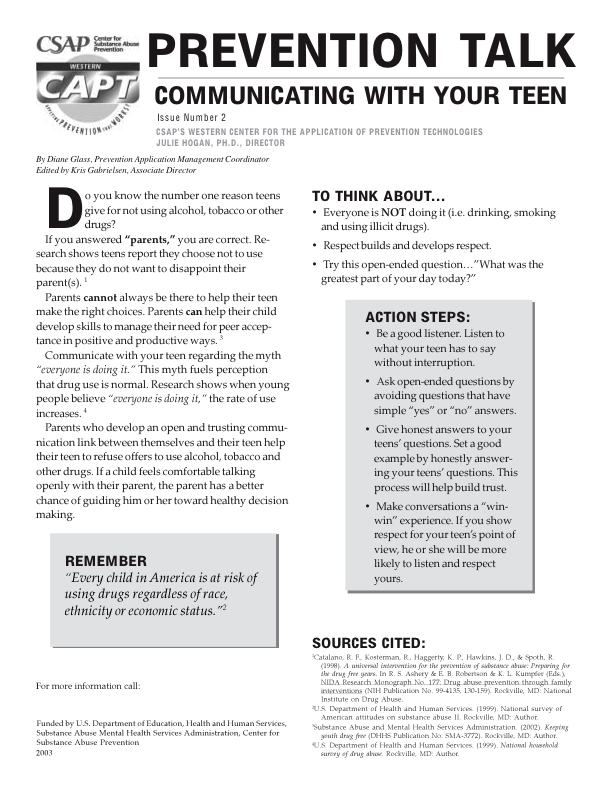 CSAP Center for
Substance Abuse
Prevention
WESTERN
CAPT
APPLYING PREVENTION THAT WORKS
PREVENTION TALK
COMMUNICATING WITH YOUR TEEN
Issue Number 2
CSAP'S WESTERN CENTER FOR THE APPLICATION OF PREVENTION TECHNOLOGIES
JULIE HOGAN, PH.D., DIRECTOR
By Diane Glass, Prevention Application Management Coordinator
Edited by Kris Gabrielsen, Associate Director
Do you know the number one reason teens
give for not using alcohol, tobacco or other
drugs?
If you answered "parents," you are correct. Re-
search shows teens report they choose not to use
because they do not want to disappoint their
parent(s). 1
Parents cannot always be there to help their teen
make the right choices. Parents can help their child
develop skills to manage their need for peer accep-
tance in positive and productive ways. 3
Communicate with your teen regarding the myth
"everyone is doing it." This myth fuels perception
that drug use is normal. Research shows when young
people believe "everyone is doing it," the rate of use
increases. 4
Parents who develop an open and trusting commu-
nication link between themselves and their teen help
their teen to refuse offers to use alcohol, tobacco and
other drugs. If a child feels comfortable talking
openly with their parent, the parent has a better
chance of guiding him or her toward healthy decision
making.
REMEMBER
"Every child in America is at risk of
using drugs regardless of race,
ethnicity or economic status."2
For more information call:
Funded by U.S. Department of Education, Health and Human Services,
Substance Abuse Mental Health Services Administration, Center for
Substance Abuse Prevention
2003
TO THINK ABOUT...
• Everyone is NOT doing it (i.e. drinking, smoking
and using illicit drugs).
• Respect builds and develops respect.
• Try this open-ended question…"What was the
greatest part of your day today?"
ACTION STEPS:
• Be a good listener. Listen to
what your teen has to say
without interruption.
• Ask open-ended questions by
avoiding questions that have
simple "yes" or "no" answers.
• Give honest answers to your
teens' questions. Set a good
example by honestly answer-
ing your teens' questions. This
process will help build trust.
• Make conversations a "win-
win" experience. If you show
respect for your teen's point of
view, he or she will be more
likely to listen and respect
yours.
SOURCES CITED:
1Catalano, R. F., Kosterman, R., Haggerty, K. P., Hawkins, J. D., & Spoth, R.
(1998). A universal intervention for the prevention of substance abuse: Preparing for
the drug free years. In R. S. Ashery & E. B. Robertson & K. L. Kumpfer (Eds.),
NIDA Research Monograph No. 177: Drug abuse prevention through family
interventions (NIH Publication No. 99-4135, 130-159). Rockville, MD: National
Institute on Drug Abuse.
2U.S. Department of Health and Human Services. (1999). National survey of
American attitudes on substance abuse II. Rockville, MD: Author.
3Substance Abuse and Mental Health Services Administration. (2002). Keeping
youth drug free (DHHS Publication No. SMA-3772). Rockville, MD: Author.
4U.S. Department of Health and Human Services. (1999). National household
survey of drug abuse. Rockville, MD: Author.